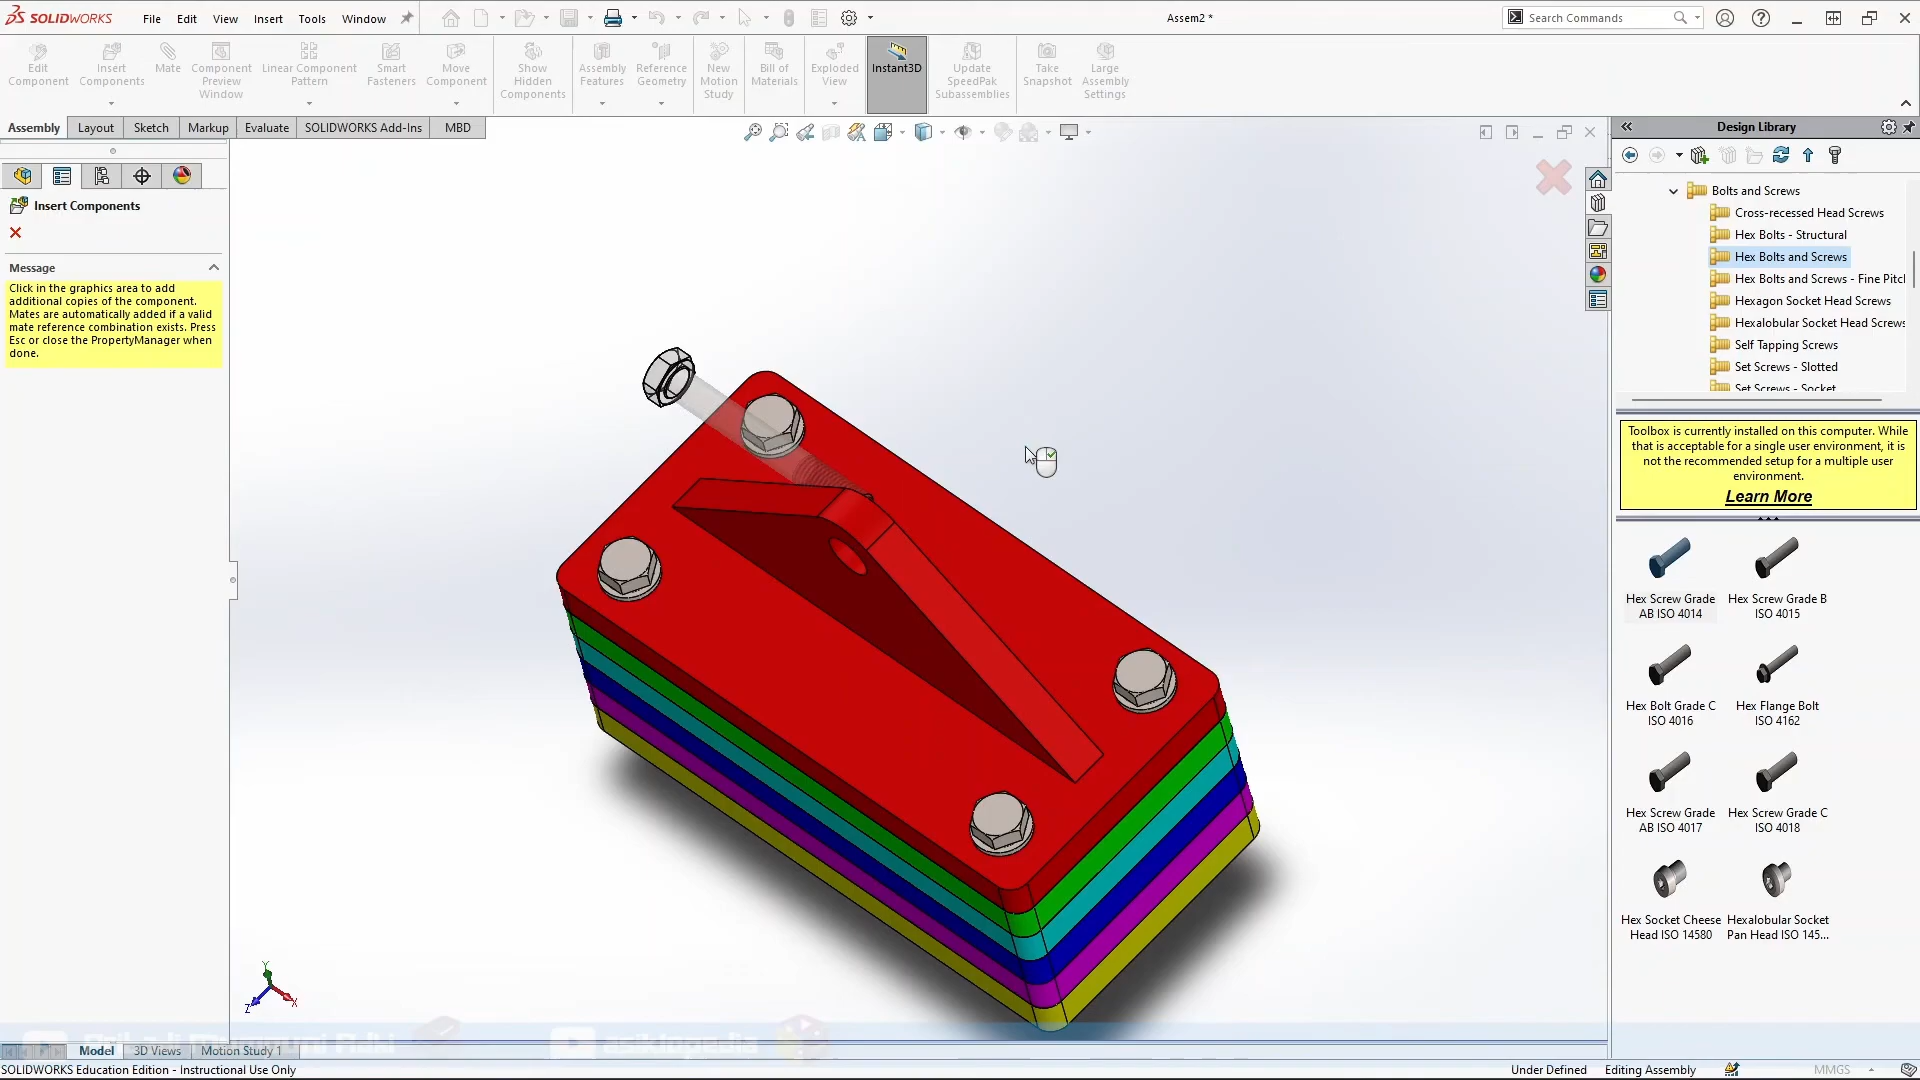 SOLIDWORKS
File Edit View Insert Tools Window
Assem2 *
Search Commands
Edit Component
Insert Components
Mate
Component Preview Window
Linear Component Pattern
Smart Fasteners
Move Component
Show Hidden Components
Assembly Features
Reference Geometry
New Motion Study
Bill of Materials
Exploded View
Instant3D
Update SpeedPak Subassemblies
Take Snapshot
Large Assembly Settings
Assembly Layout Sketch Markup Evaluate SOLIDWORKS Add-Ins MBD
Insert Components
Message
Click in the graphics area to add
additional copies of the component.
Mates are automatically added if a valid
mate reference combination exists. Press
Esc or close the PropertyManager when
done.
Design Library
Bolts and Screws
Cross-recessed Head Screws
Hex Bolts - Structural
Hex Bolts and Screws
Hex Bolts and Screws - Fine Pitch
Hexagon Socket Head Screws
Hexalobular Socket Head Screws
Self Tapping Screws
Set Screws - Slotted
Set Screws - Socket
Toolbox is currently installed on this computer. While
that is acceptable for a single user environment, it is
not the recommended setup for a multiple user
environment.
Learn More
Hex Screw Grade AB ISO 4014
Hex Screw Grade B ISO 4015
Hex Bolt Grade C ISO 4016
Hex Flange Bolt ISO 4162
Hex Screw Grade AB ISO 4017
Hex Screw Grade C ISO 4018
Hex Socket Cheese Head ISO 14580
Hexalobular Socket Pan Head ISO 145...
Y
Z
X
asikinpedia
Model 3D Views Motion Study 1
SOLIDWORKS Education Edition - Instructional Use Only
Under Defined Editing Assembly MMGS